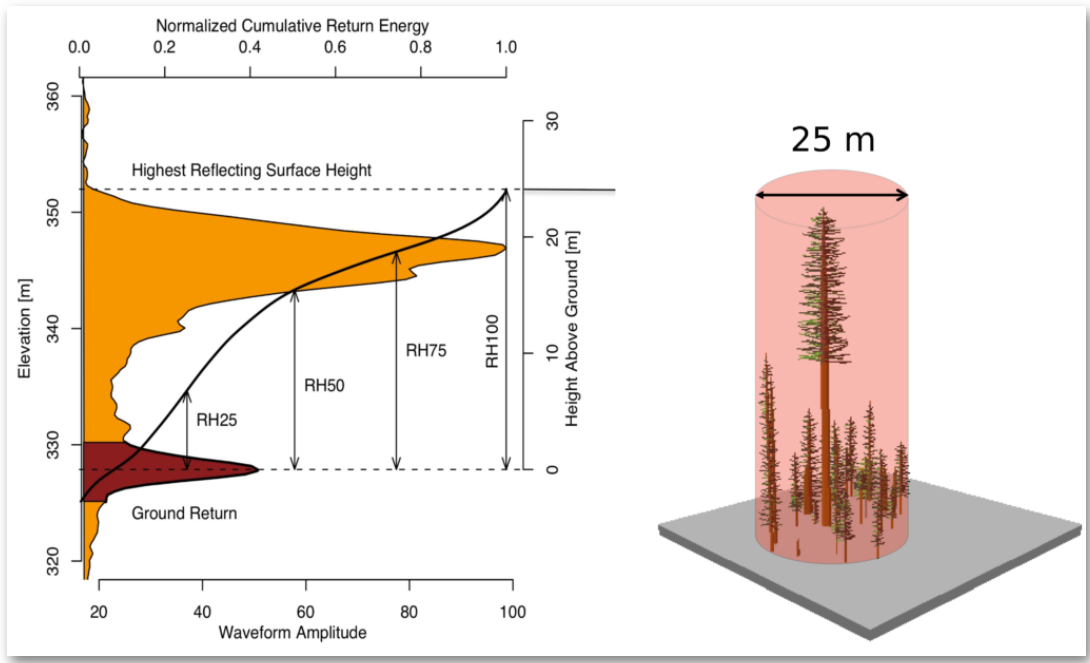 Normalized Cumulative Return Energy
0.0 0.2 0.4 0.6 0.8 1.0
Elevation [m]
360
350
340
330
320
Highest Reflecting Surface Height
RH25
RH50
RH75
RH100
Ground Return
30
20
10
0
Height Above Ground [m]
20 40 60 80 100
Waveform Amplitude
25 m